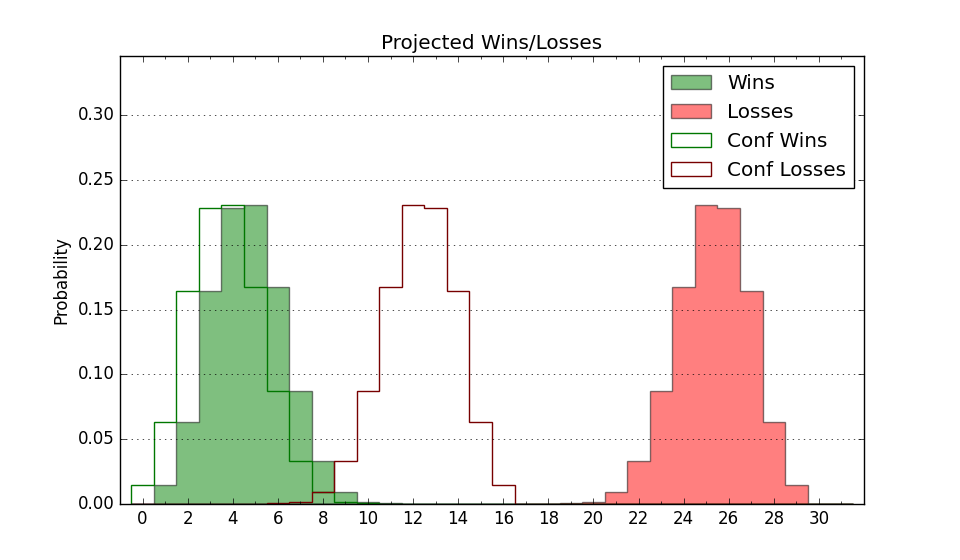 Projected Wins/Losses
Wins
Losses
Conf Wins
Conf Losses
Probability
0.30
0.25
0.20
0.15
0.10
0.05
0.00
0 2 4 6 8 10 12 14 16 18 20 22 24 26 28 30